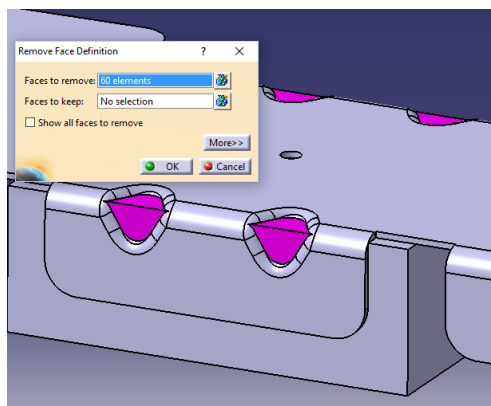 Remove Face Definition ? ×
Faces to remove: 60 elements
Faces to keep: No selection
Show all faces to remove
More>>
OK Cancel